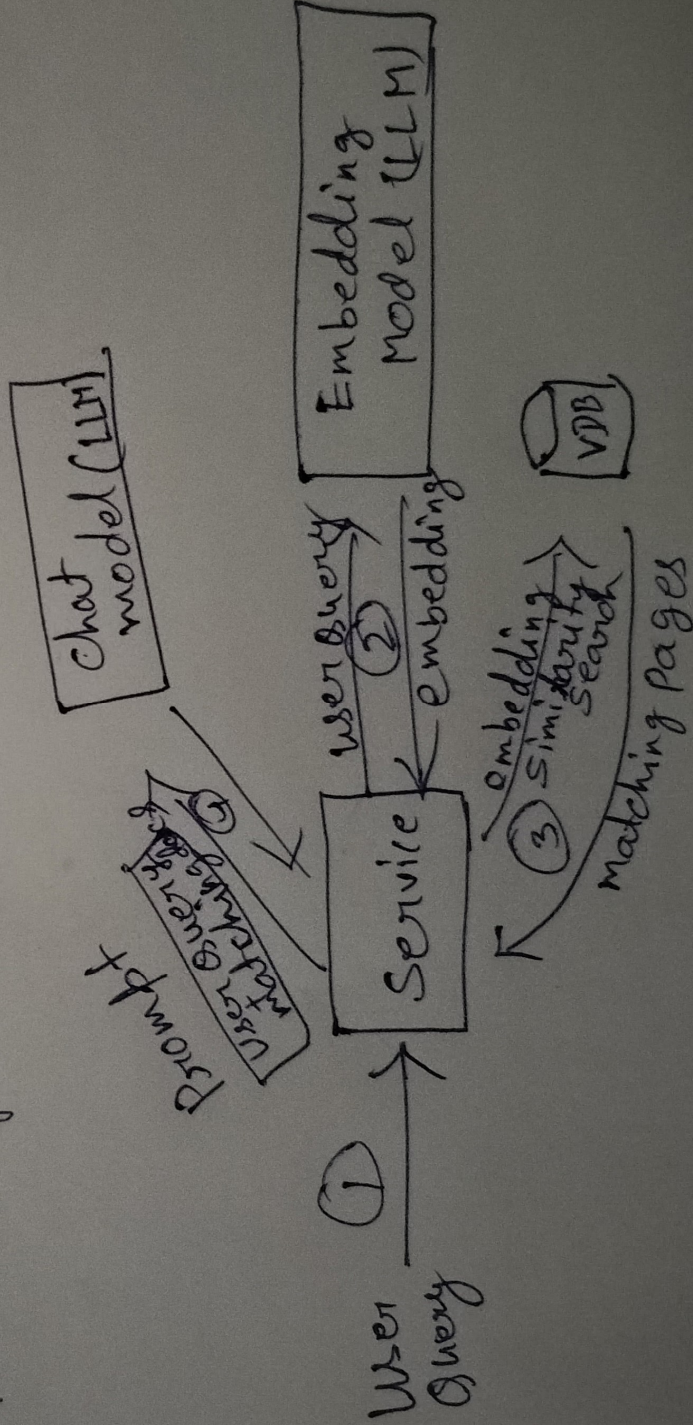 Chat
model (LLM)
Embedding
Model (LLM)
Prompt
User Query
+
Matching docs
4
user Query
2
embedding
User
Query
1
Service
embedding
3
Similarity
Search
VDB
Matching pages